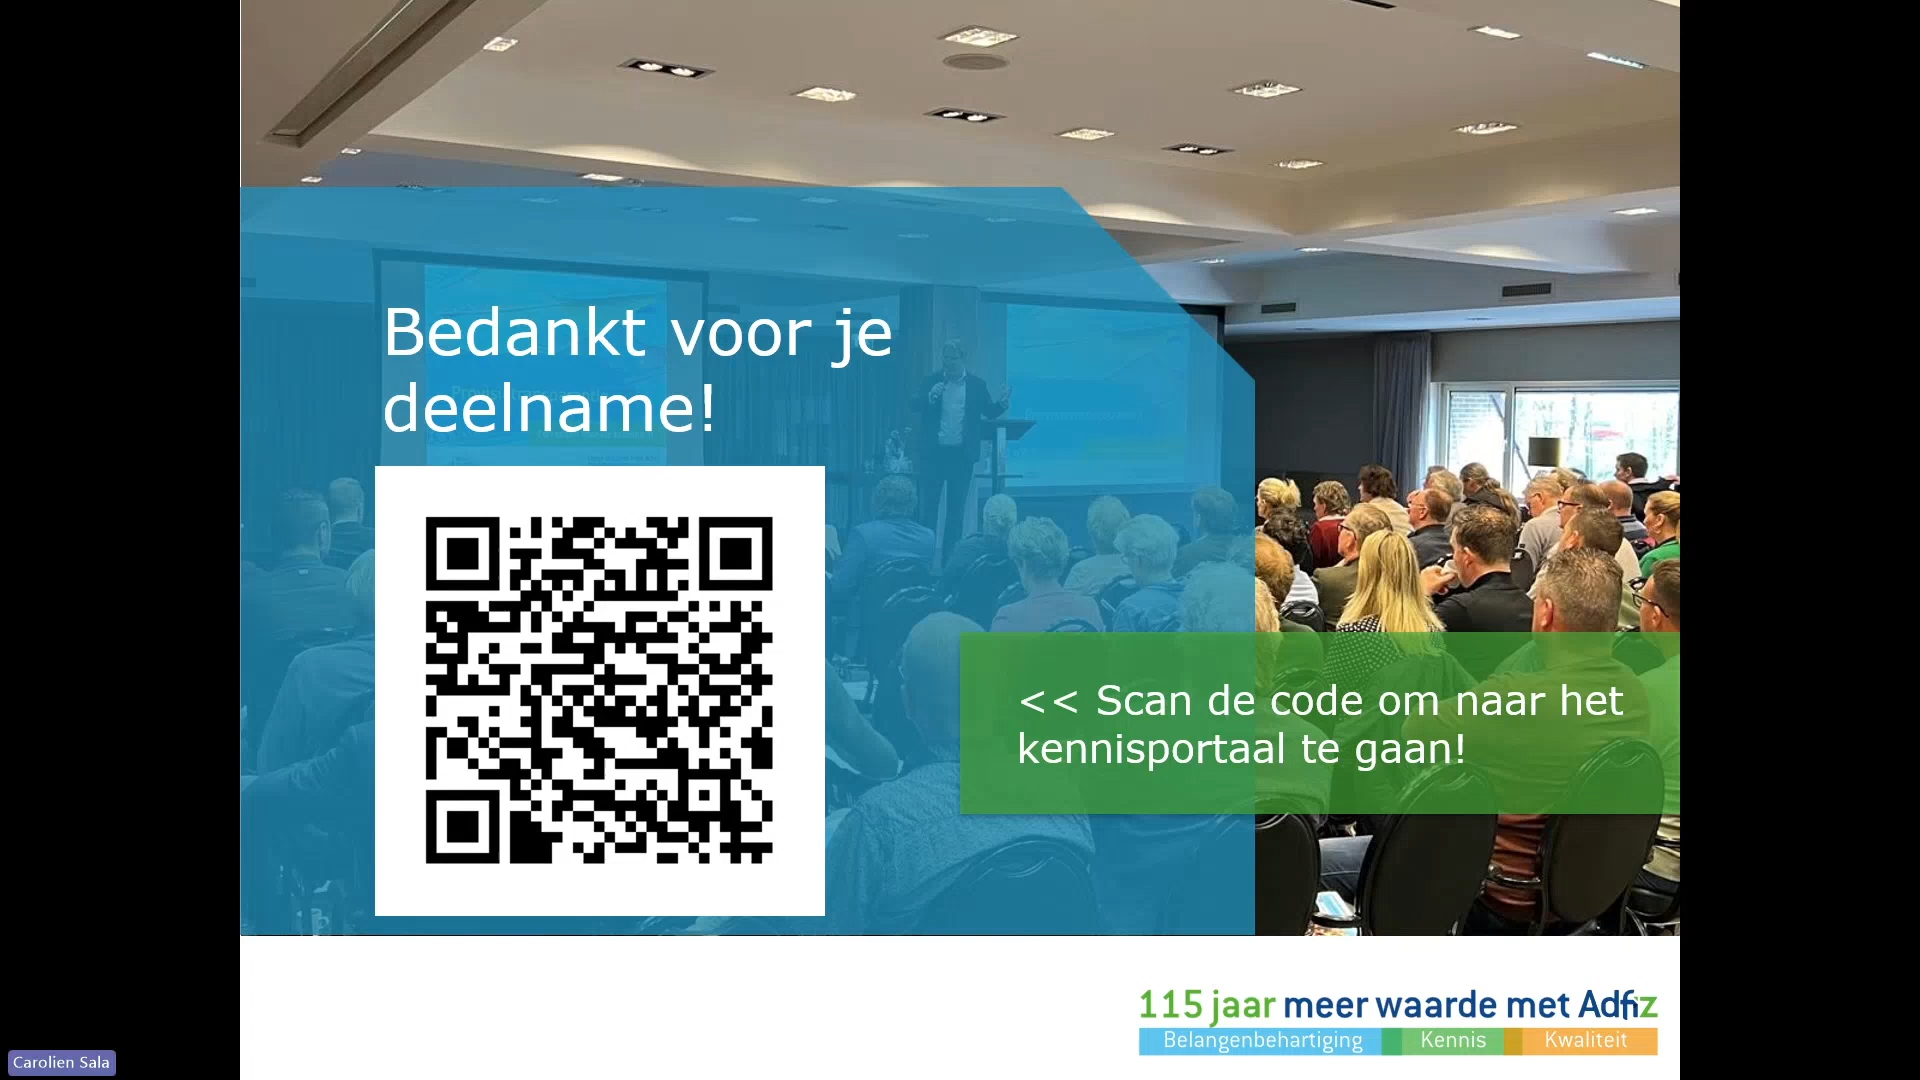 Bedankt voor je
deelname!
<< Scan de code om naar het
kennisportaal te gaan!
115 jaar meer waarde met Adfiz
Belangenbehartiging Kennis Kwaliteit
Carolien Sala